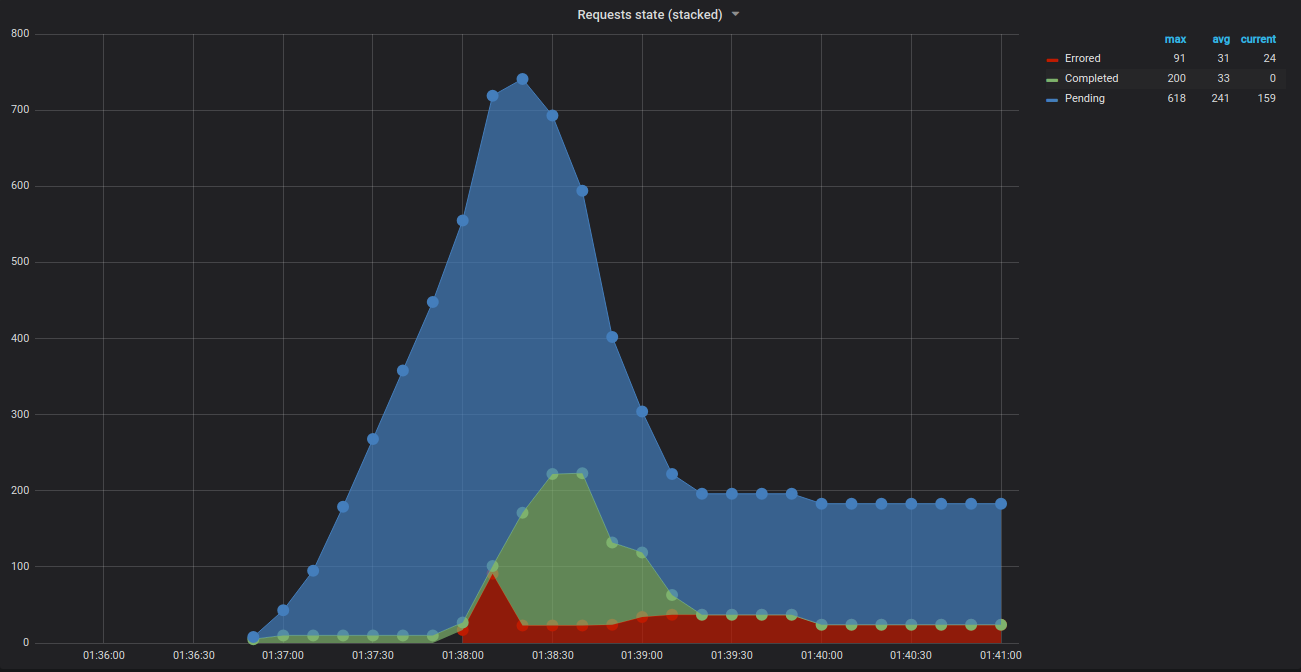 Requests state (stacked)
800
700
600
500
400
300
200
100
0
01:36:00 01:36:30 01:37:00 01:37:30 01:38:00 01:38:30 01:39:00 01:39:30 01:40:00 01:40:30 01:41:00
max avg current
Errored 91 31 24
Completed 200 33 0
Pending 618 241 159